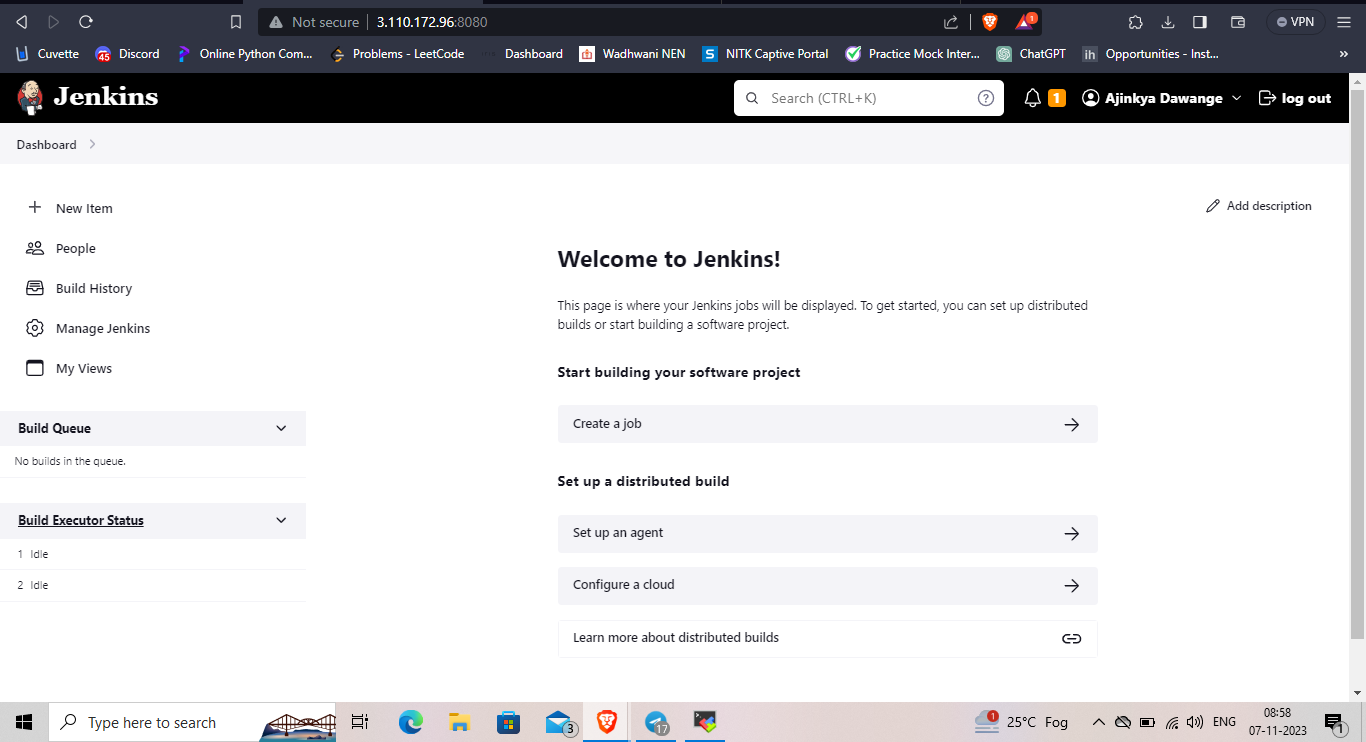 Not secure
3.110.172.96:8080
1
VPN
Cuvette
45
Discord
Online Python Com...
Problems - LeetCode
Dashboard
Wadhwani NEN
S
NITK Captive Portal
Practice Mock Inter...
ChatGPT
ih
Opportunities - Inst...
»
Jenkins
Search (CTRL+K)
?
1
Ajinkya Dawange
log out
Dashboard
New Item
People
Build History
Manage Jenkins
My Views
Build Queue
No builds in the queue.
Build Executor Status
1 Idle
2 Idle
Add description
Welcome to Jenkins!
This page is where your Jenkins jobs will be displayed. To get started, you can set up distributed
builds or start building a software project.
Start building your software project
Create a job
Set up a distributed build
Set up an agent
Configure a cloud
Learn more about distributed builds
Type here to search
3
17
1
25°C Fog
ENG
08:58
07-11-2023
1